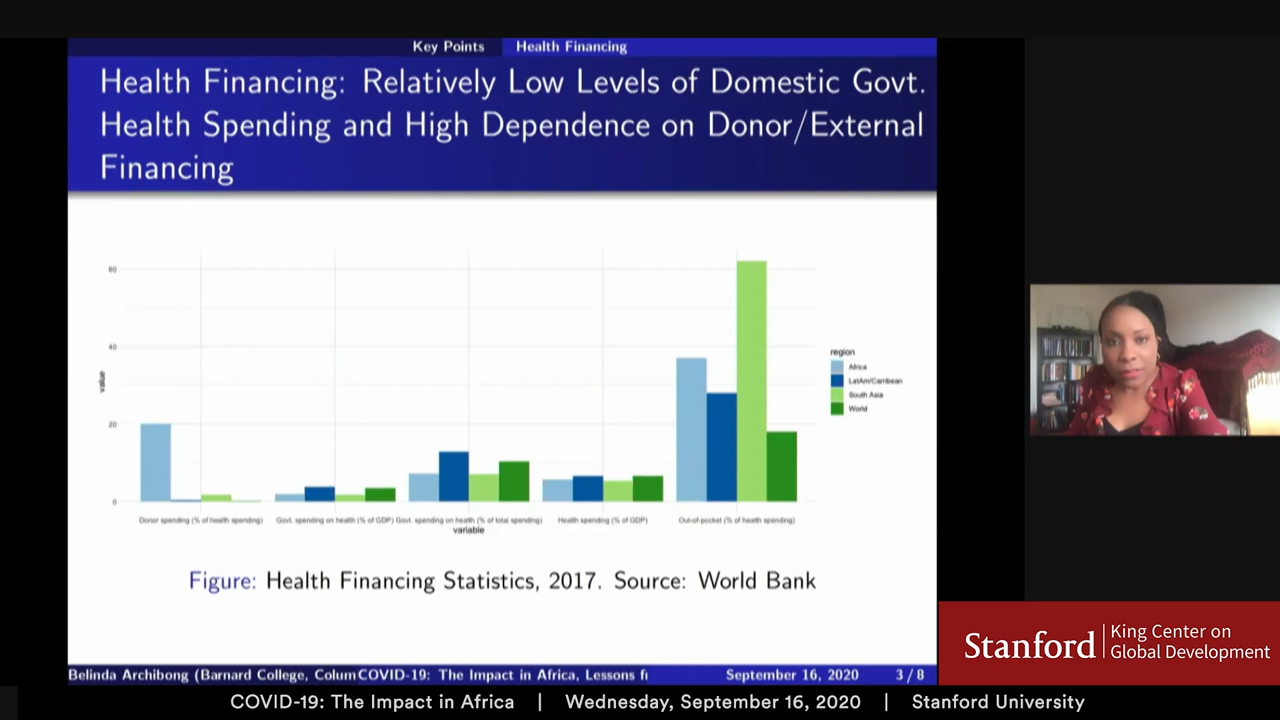 Key Points Health Financing
Health Financing: Relatively Low Levels of Domestic Govt.
Health Spending and High Dependence on Donor/External
Financing
60
40
20
0
value
Donor spending (% of health spending)
Govt. spending on health (% of GDP)
Govt. spending on health (% of total spending)
Health spending (% of GDP)
Out-of-pocket (% of health spending)
variable
region
Africa
LatAm/Carribean
South Asia
World
Figure: Health Financing Statistics, 2017. Source: World Bank
Belinda Archibong (Barnard College, Colum COVID-19: The Impact in Africa, Lessons fr September 16, 2020 3 / 8
Stanford | King Center on
Global Development
COVID-19: The Impact in Africa | Wednesday, September 16, 2020 | Stanford University